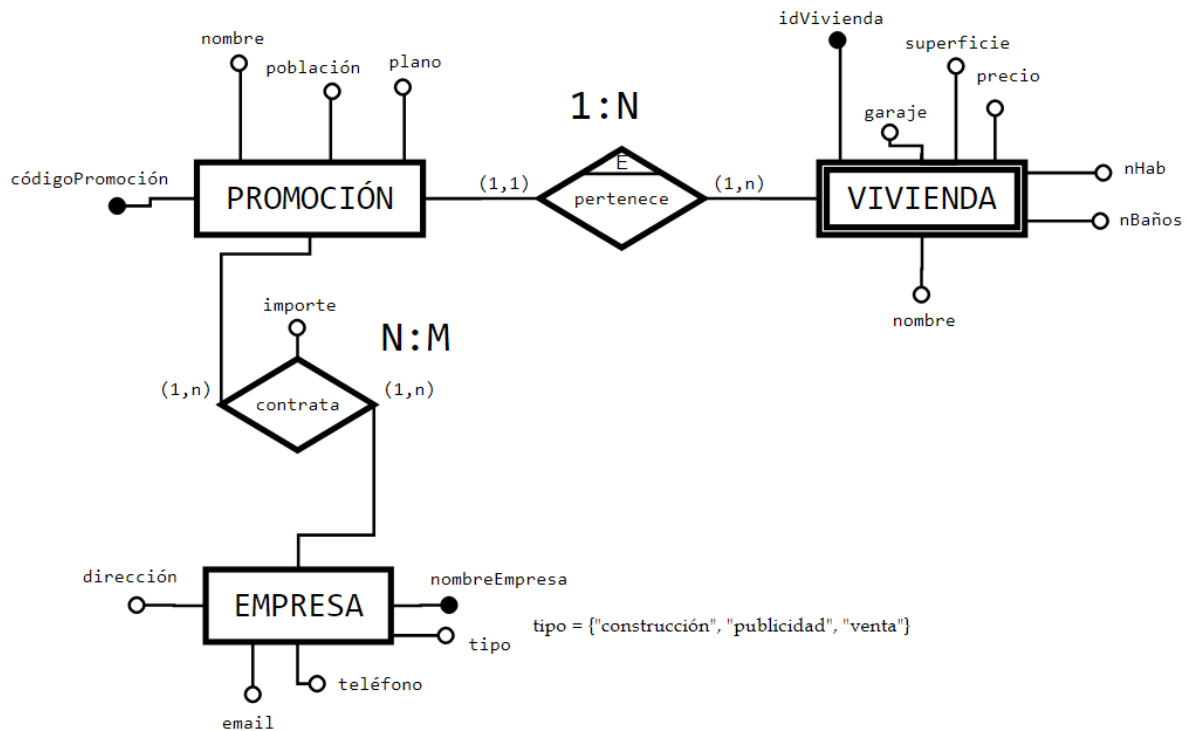 idVivienda
nombre
superficie
población
plano
precio
1:N
garaje
E
nHab
códigoPromoción
PROMOCIÓN
(1,1)
pertenece
(1,n)
VIVIENDA
nBaños
importe
nombre
N:M
(1,n)
contrata
(1,n)
dirección
nombreEmpresa
EMPRESA
tipo
tipo = {"construcción", "publicidad", "venta"}
teléfono
email